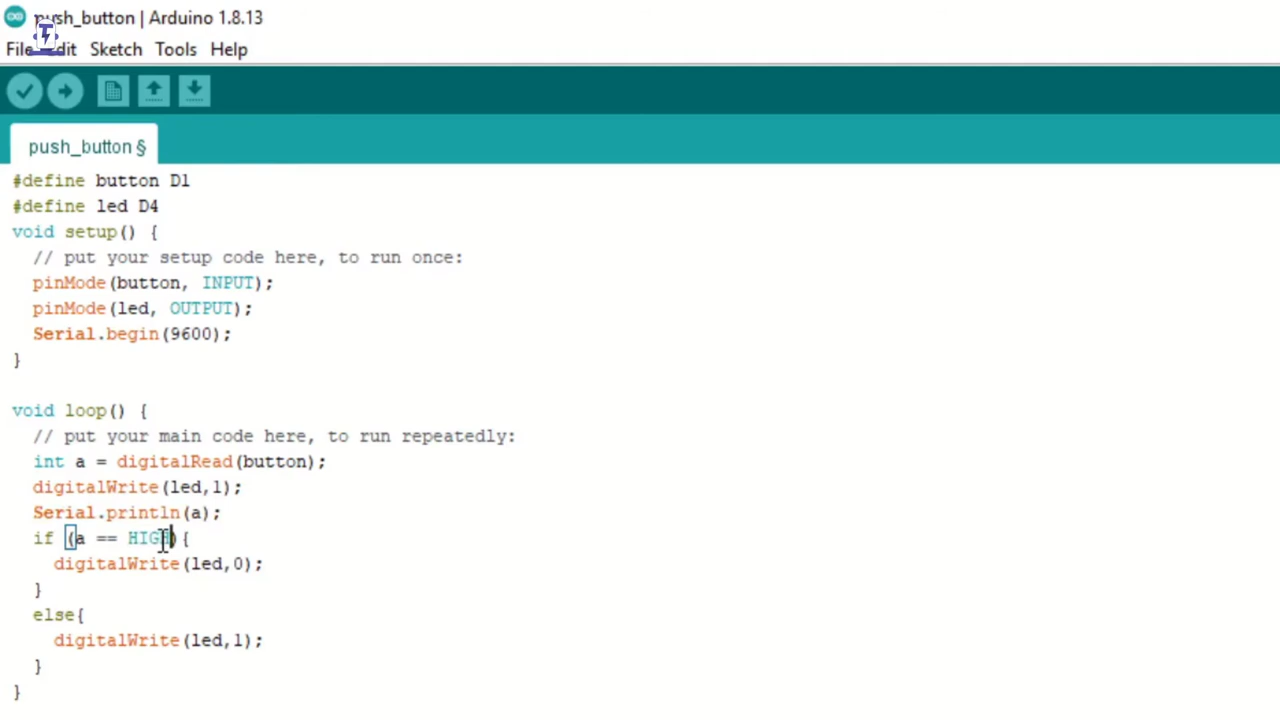 push_button | Arduino 1.8.13
File Edit Sketch Tools Help
push_button §
#define button D1
#define led D4
void setup() {
  // put your setup code here, to run once:
  pinMode(button, INPUT);
  pinMode(led, OUTPUT);
  Serial.begin(9600);
}
void loop() {
  // put your main code here, to run repeatedly:
  int a = digitalRead(button);
  digitalWrite(led,1);
  Serial.println(a);
  if (a == HIGH){
    digitalWrite(led,0);
  }
  else{
    digitalWrite(led,1);
  }
}